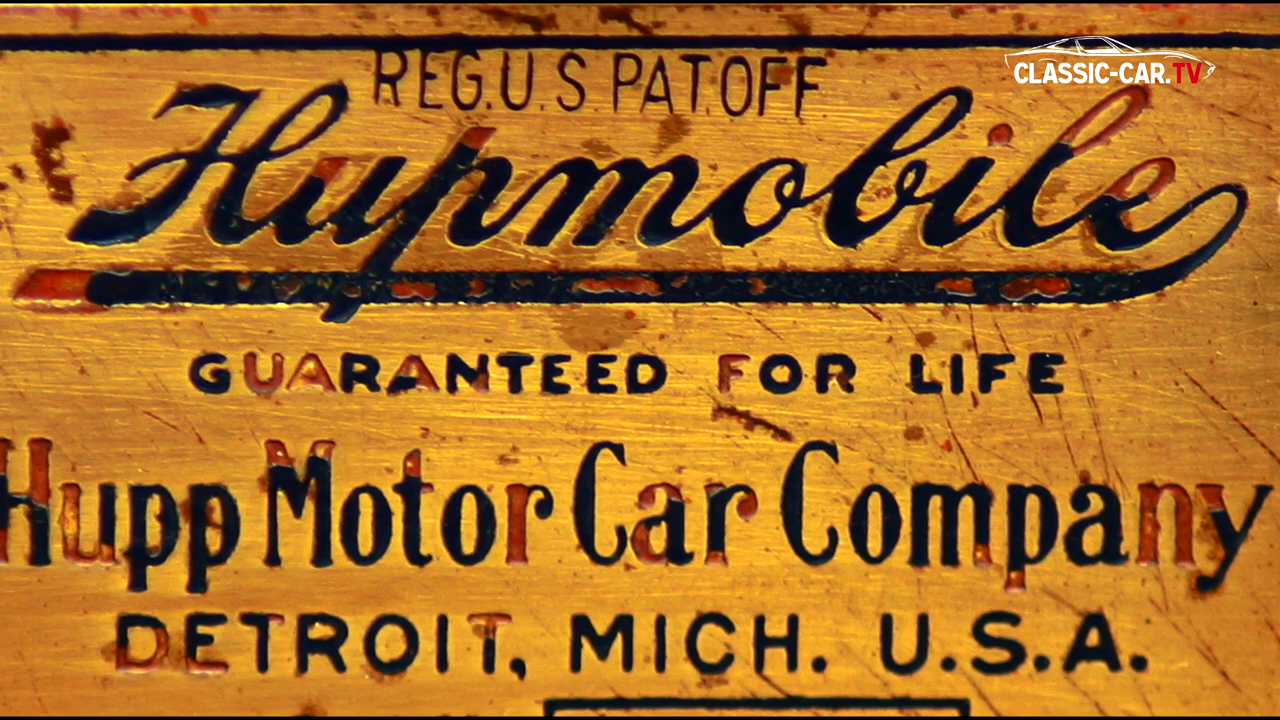 CLASSIC-CAR.TV
REG.U.S.PAT.OFF
Hupmobile
GUARANTEED FOR LIFE
Hupp Motor Car Company
DETROIT, MICH. U.S.A.